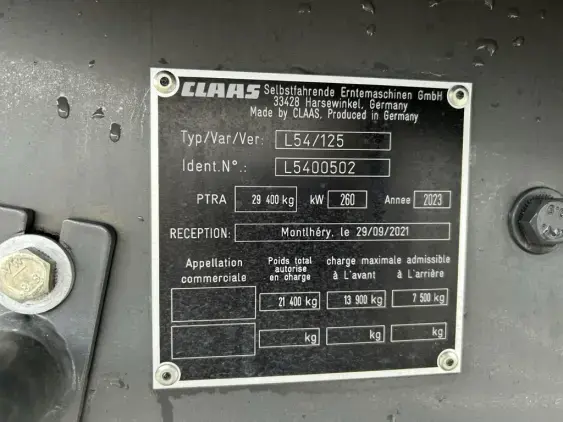 CLAAS Selbstfahrende Erntemaschinen GmbH
33428 Harsewinkel, Germany
Made by CLAAS, Produced in Germany
Typ/Var/Ver: L54/125
Ident.N°.: L5400502
PTRA 29 400 kg kW 260 Annee 2023
RECEPTION: Montlhéry, le 29/09/2021
Appellation commerciale
Poids total autorise en charge
charge maximale admissible
à L'avant à L'arrière
21 400 kg 13 900 kg 7 500 kg
kg kg kg